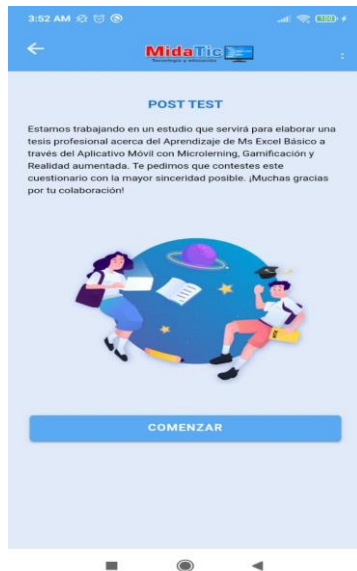 3:52 AM
MidaTic
Tecnología y educación
POST TEST
Estamos trabajando en un estudio que servirá para elaborar una
tesis profesional acerca del Aprendizaje de Ms Excel Básico a
través del Aplicativo Móvil con Microlerning, Gamificación y
Realidad aumentada. Te pedimos que contestes este
cuestionario con la mayor sinceridad posible. ¡Muchas gracias
por tu colaboración!
COMENZAR